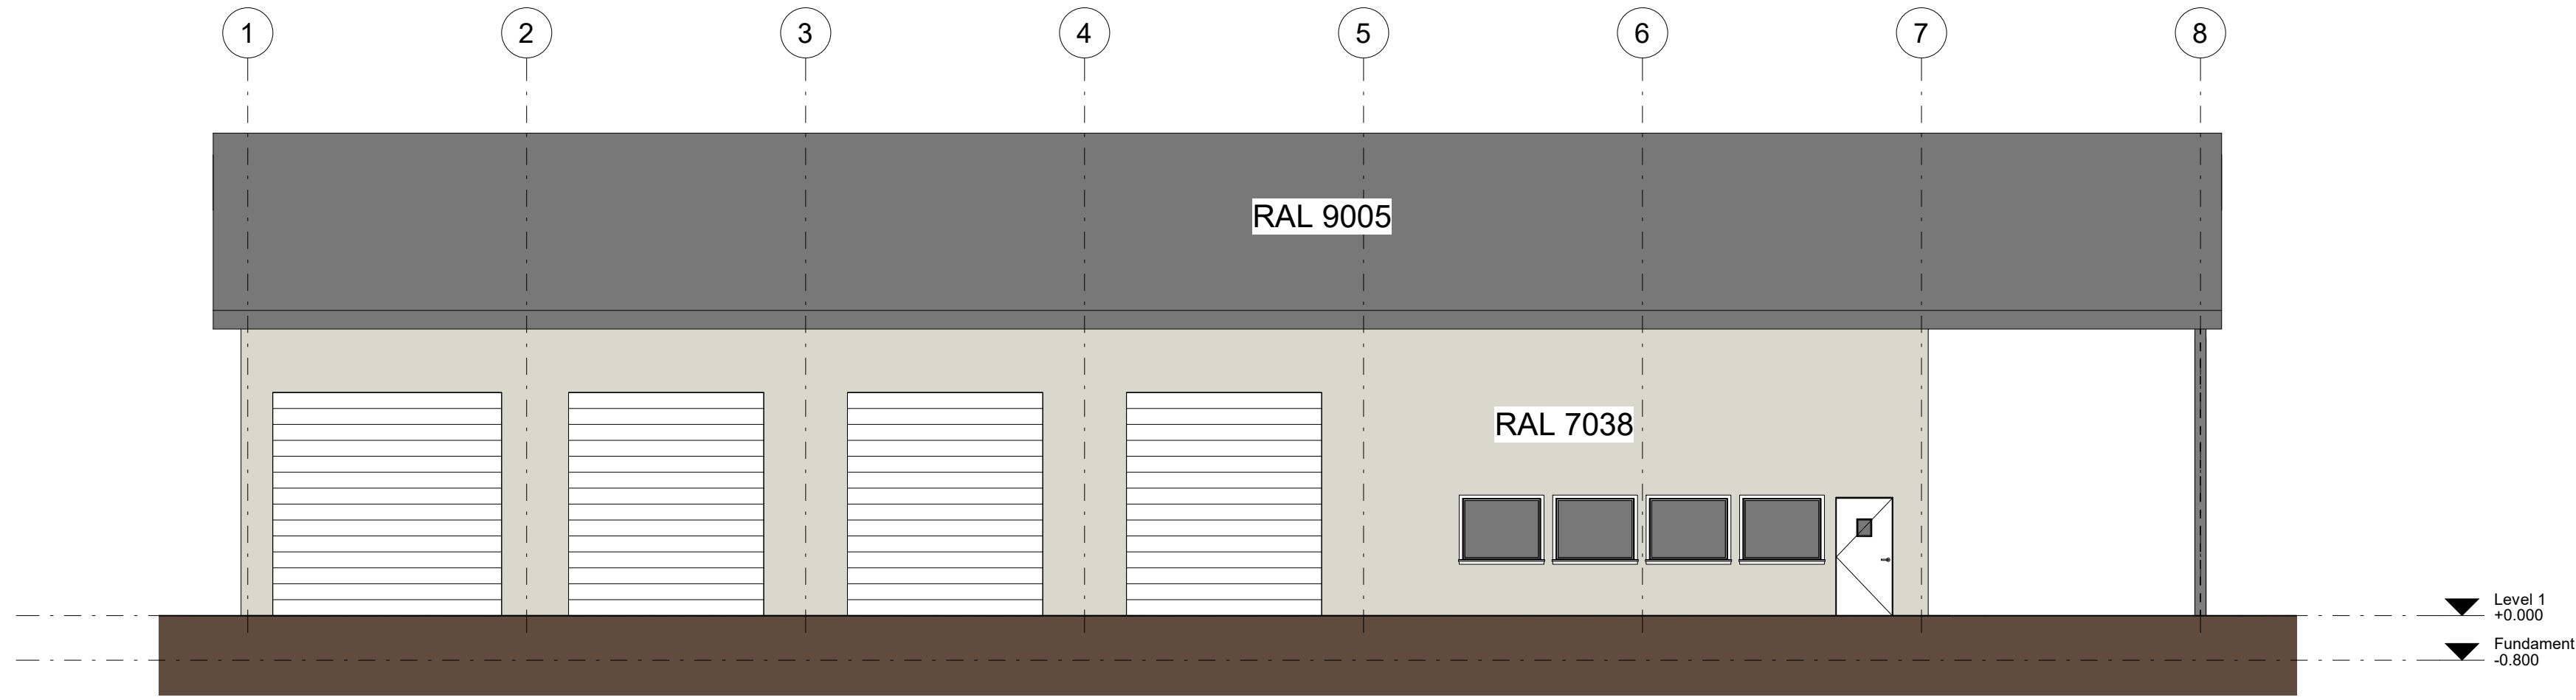 1 2 3 4 5 6 7 8
RAL 9005
RAL 7038
Level 1
+0.000
Fundament
-0.800